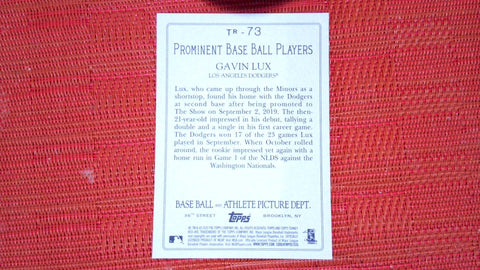 TR - 73
PROMINENT BASE BALL PLAYERS
GAVIN LUX
LOS ANGELES DODGERS®
Lux, who came up through the Minors as a
shortstop, found his home with the Dodgers
at second base after being promoted to
The Show on September 2, 2019. The then-
21-year-old impressed in his debut, tallying a
double and a single in his first career game.
The Dodgers won 17 of the 23 games Lux
played in September. When October rolled
around, the rookie impressed yet again with a
home run in Game 1 of the NLDS against the
Washington Nationals.
BASE BALL AND ATHLETE PICTURE DEPT.
STREET
Topps
BROOKLYN, NY